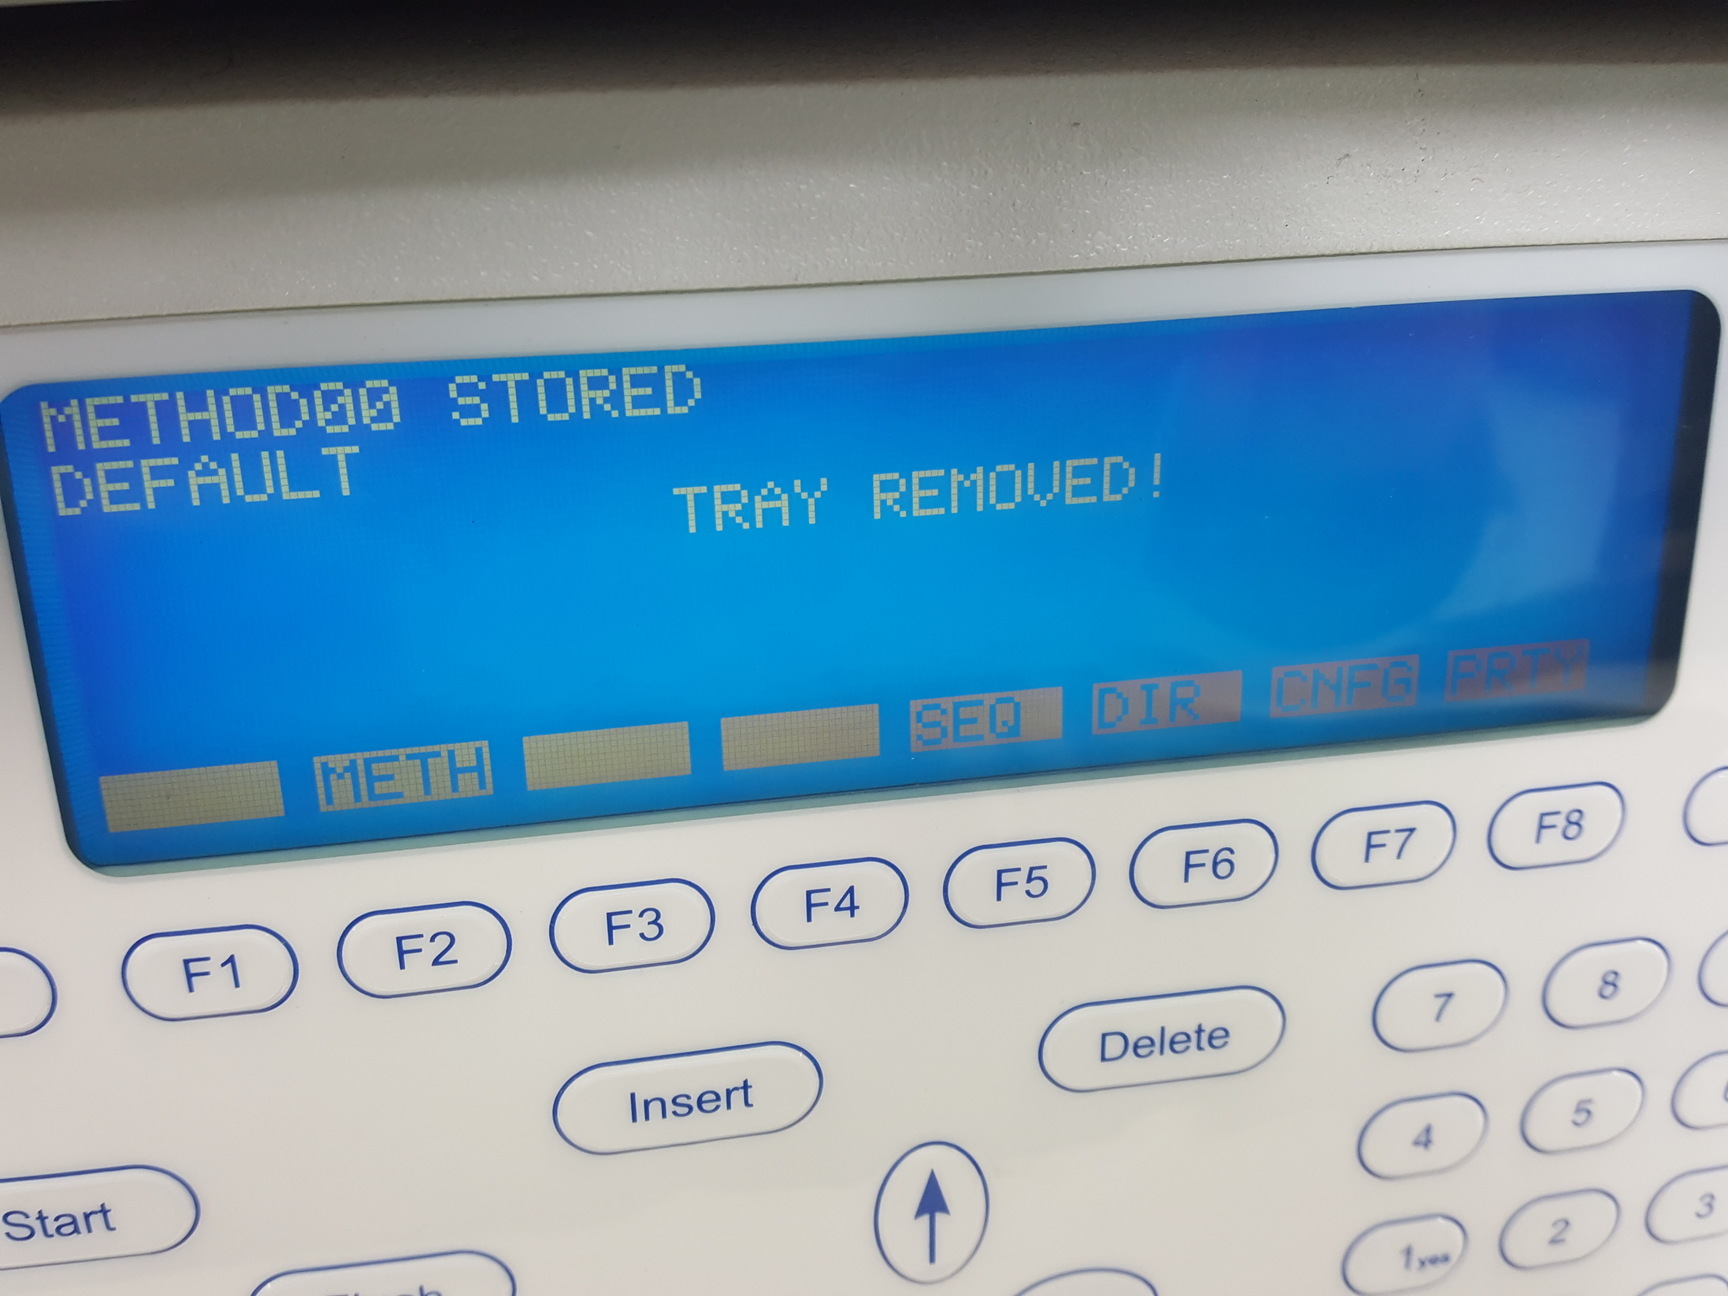 METHOD00 STORED
DEFAULT
TRAY REMOVED!
METH SEQ DIR CNFG PRTY
F1 F2 F3 F4 F5 F6 F7 F8
Insert Delete 7 8
4 5
Start 1yes 2 3